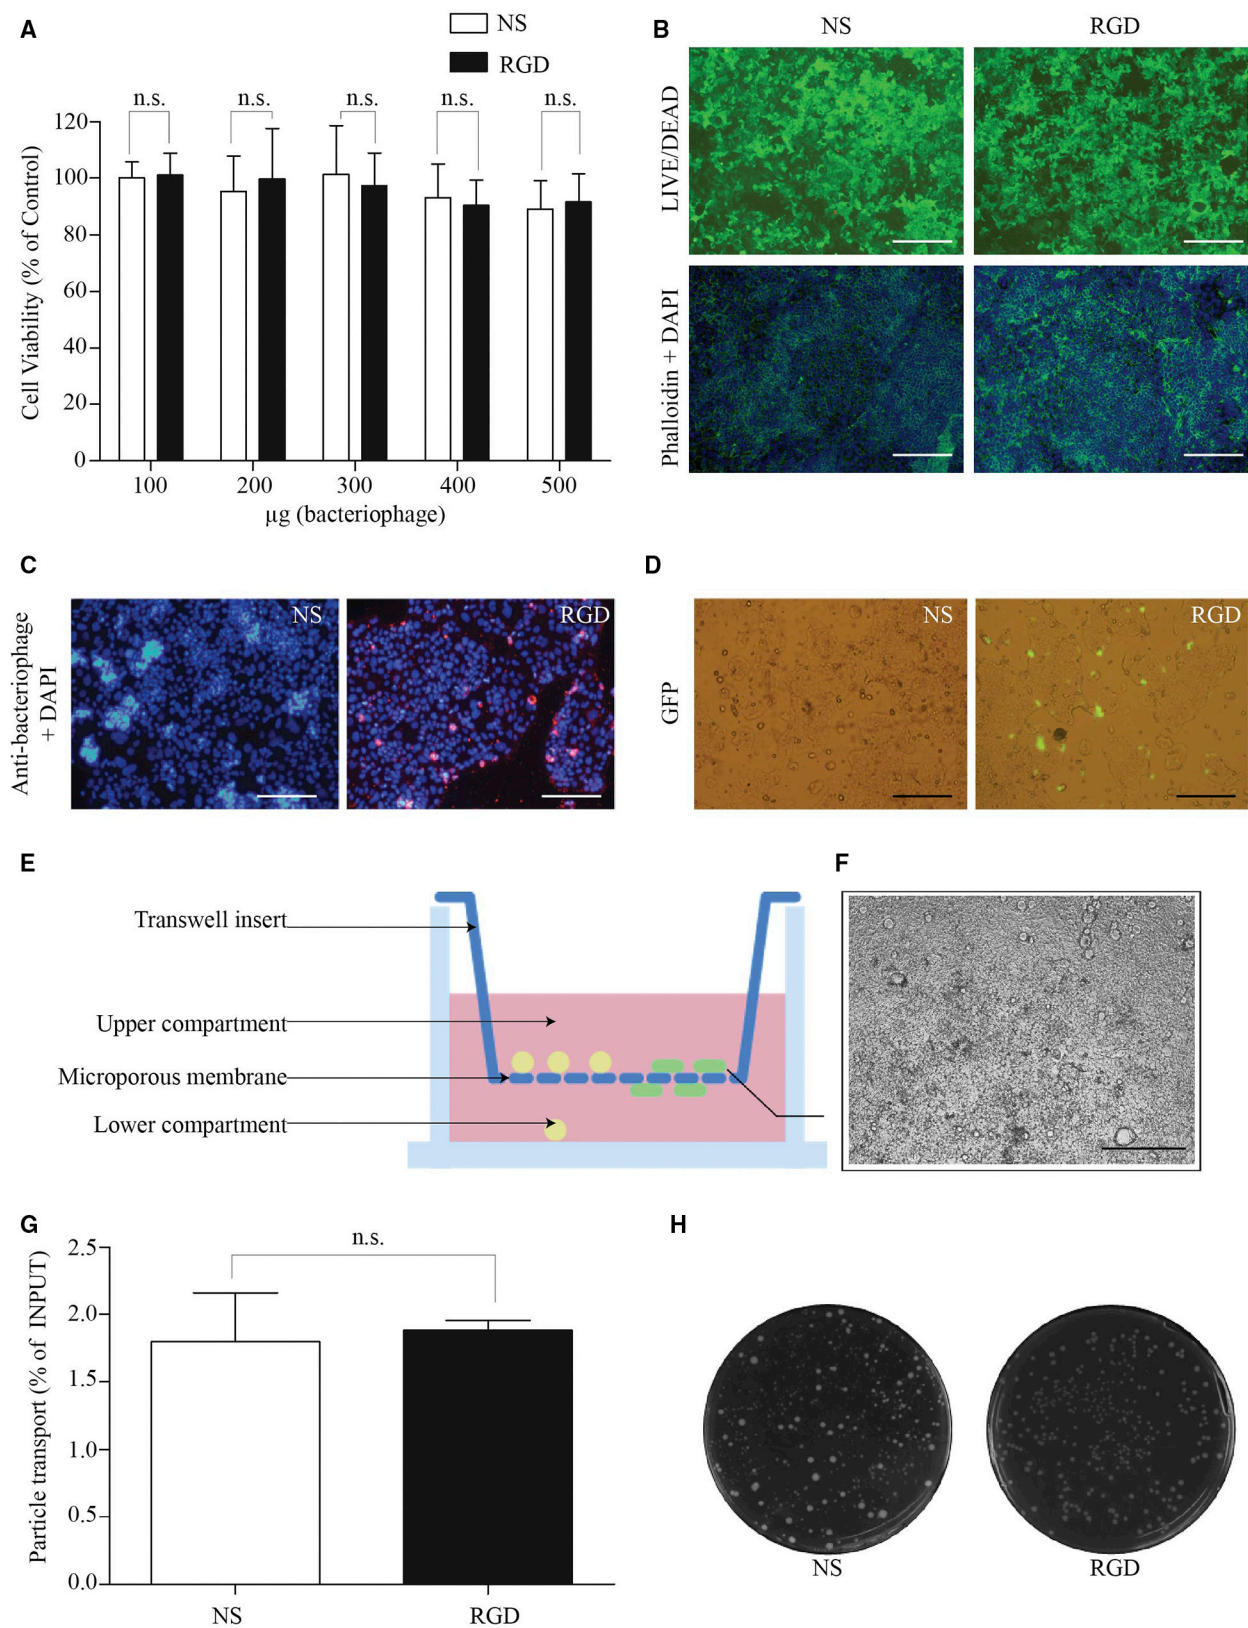 A
NS
RGD
n.s.
n.s.
n.s.
n.s.
n.s.
120
100
80
60
40
20
0
Cell Viability (% of Control)
100
200
300
400
500
µg (bacteriophage)
B
NS
RGD
LIVE/DEAD
Phalloidin + DAPI
C
Anti-bacteriophage
+ DAPI
NS
RGD
D
GFP
NS
RGD
E
Transwell insert
Upper compartment
Microporous membrane
Lower compartment
F
G
n.s.
2.5
2.0
1.5
1.0
0.5
0.0
Particle transport (% of INPUT)
NS
RGD
H
NS
RGD